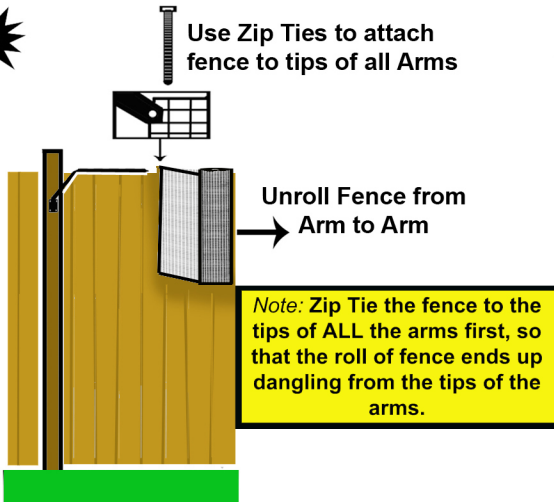 Use Zip Ties to attach
fence to tips of all Arms
Unroll Fence from
Arm to Arm
Note: Zip Tie the fence to the
tips of ALL the arms first, so
that the roll of fence ends up
dangling from the tips of the
arms.